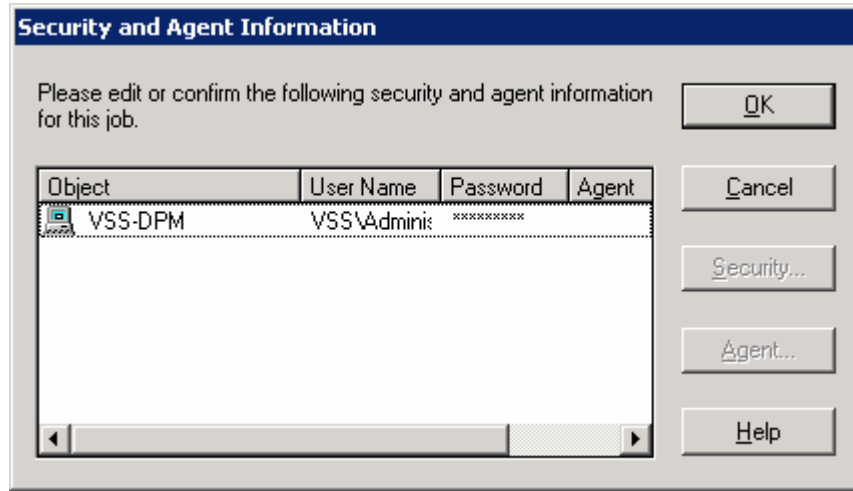 Security and Agent Information
Please edit or confirm the following security and agent information
for this job.
OK
Object User Name Password Agent
Cancel
VSS-DPM VSS\Adminis *********
Security...
Agent...
Help